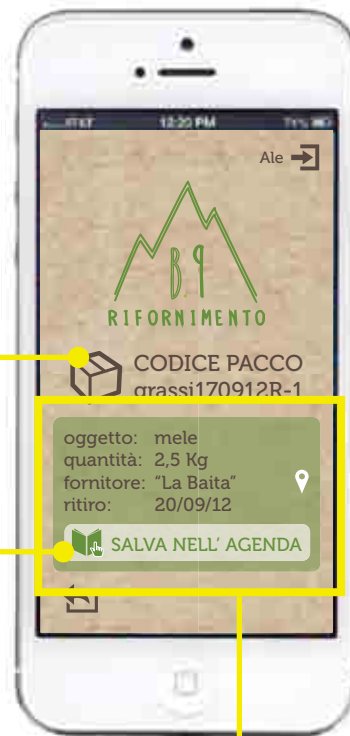 12:20 PM
Ale
B.P
RIFORNIMENTO
CODICE PACCO
grassi170912R-1
oggetto: mele
quantità: 2,5 Kg
fornitore: "La Baita"
ritiro: 20/09/12
SALVA NELL' AGENDA